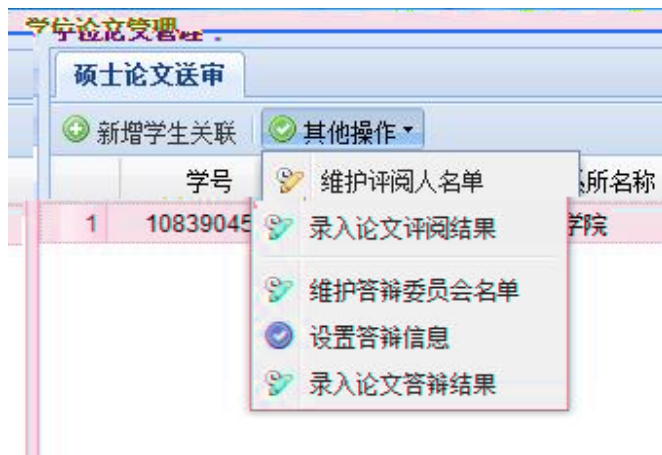 学位论文管理
硕士论文送审
新增学生关联 其他操作
学号 所名称
维护评阅人名单
1 10839045 学院
录入论文评阅结果
维护答辩委员会名单
设置答辩信息
录入论文答辩结果